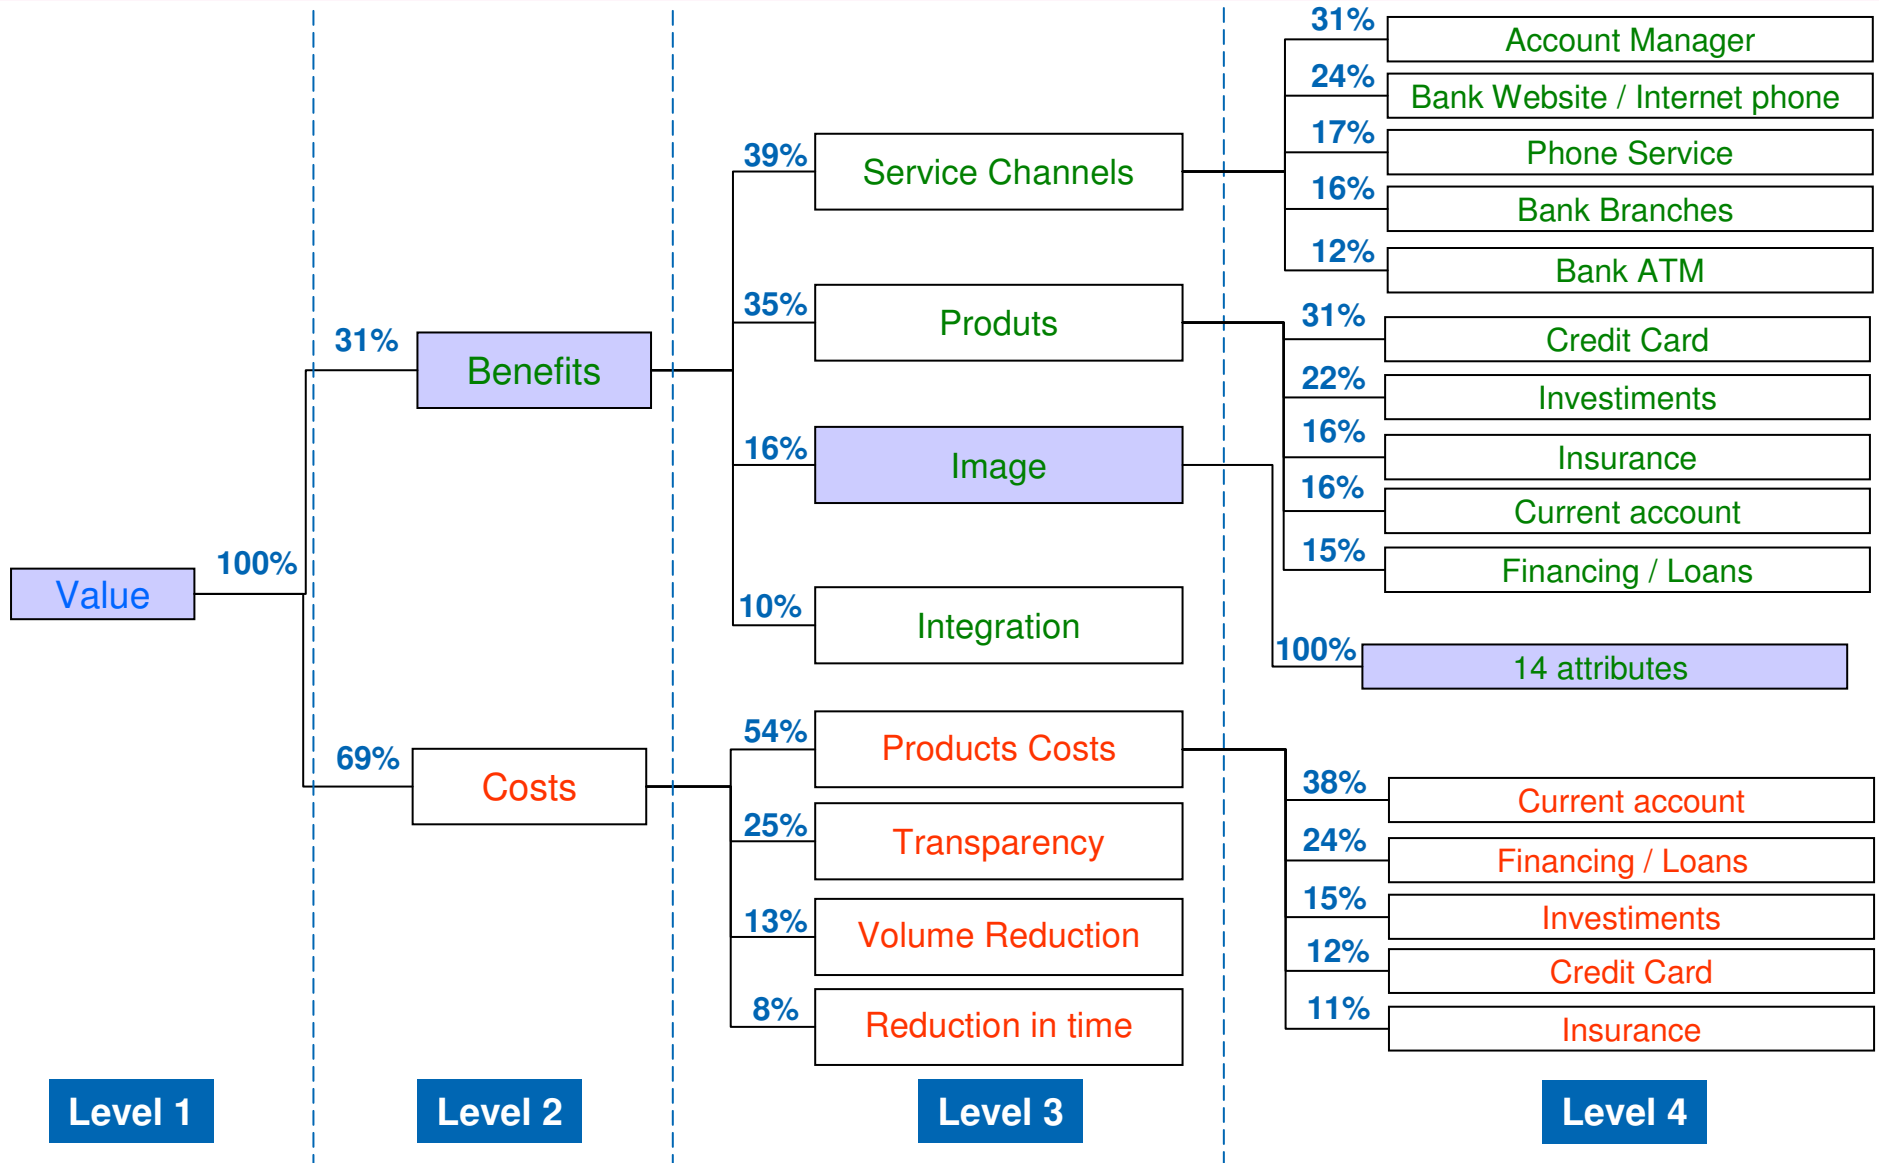 Value
100%
31%
Benefits
69%
Costs
39%
Service Channels
35%
Produts
16%
Image
10%
Integration
54%
Products Costs
25%
Transparency
13%
Volume Reduction
8%
Reduction in time
31%
Account Manager
24%
Bank Website / Internet phone
17%
Phone Service
16%
Bank Branches
12%
Bank ATM
31%
Credit Card
22%
Investiments
16%
Insurance
16%
Current account
15%
Financing / Loans
100%
14 attributes
38%
Current account
24%
Financing / Loans
15%
Investiments
12%
Credit Card
11%
Insurance
Level 1
Level 2
Level 3
Level 4